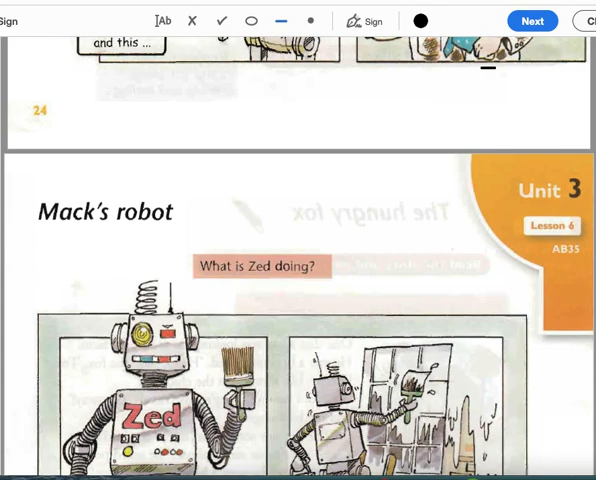 Sign
Ab
Sign
Next
and this ...
24
Unit 3
Lesson 6
AB35
Mack's robot
The hungry fox
What is Zed doing?
Zed